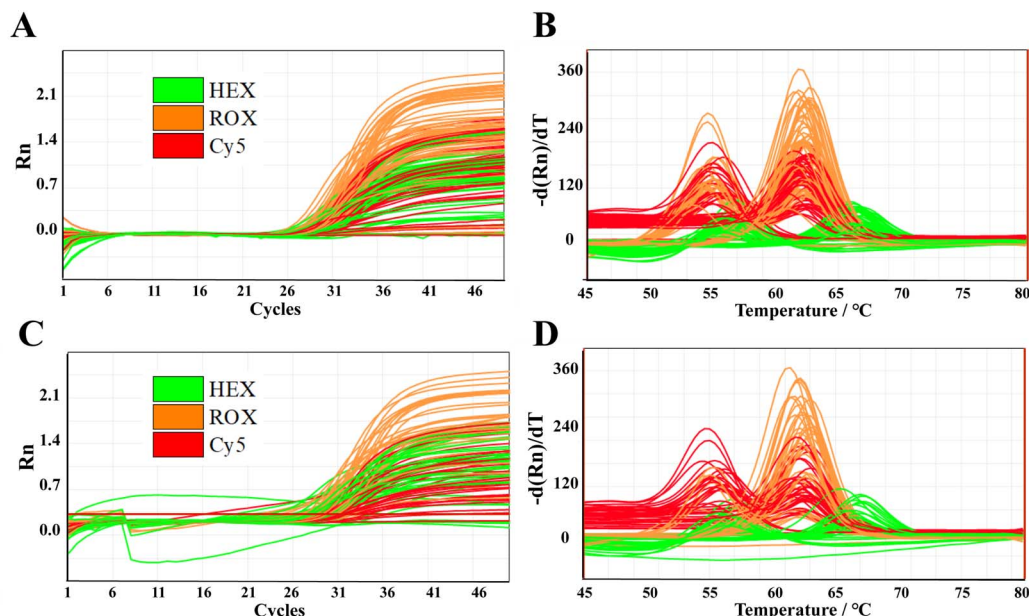 A
B
2.1
1.4
0.7
0.0
Rn
HEX
ROX
Cy5
1
6
11
16
21
26
31
36
41
46
Cycles
360
240
120
0
-d(Rn)/dT
45
50
55
60
65
70
75
80
Temperature / °C
C
D
2.1
1.4
0.7
0.0
Rn
HEX
ROX
Cy5
1
6
11
16
21
26
31
36
41
46
Cycles
360
240
120
0
-d(Rn)/dT
45
50
55
60
65
70
75
80
Temperature / °C